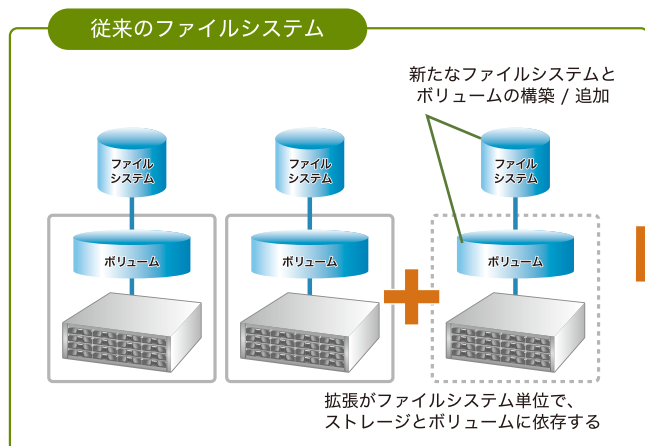 従来のファイルシステム
新たなファイルシステムと
ボリュームの構築 / 追加
ファイル
システム
ファイル
システム
ファイル
システム
ボリューム
ボリューム
ボリューム
拡張がファイルシステム単位で、
ストレージとボリュームに依存する